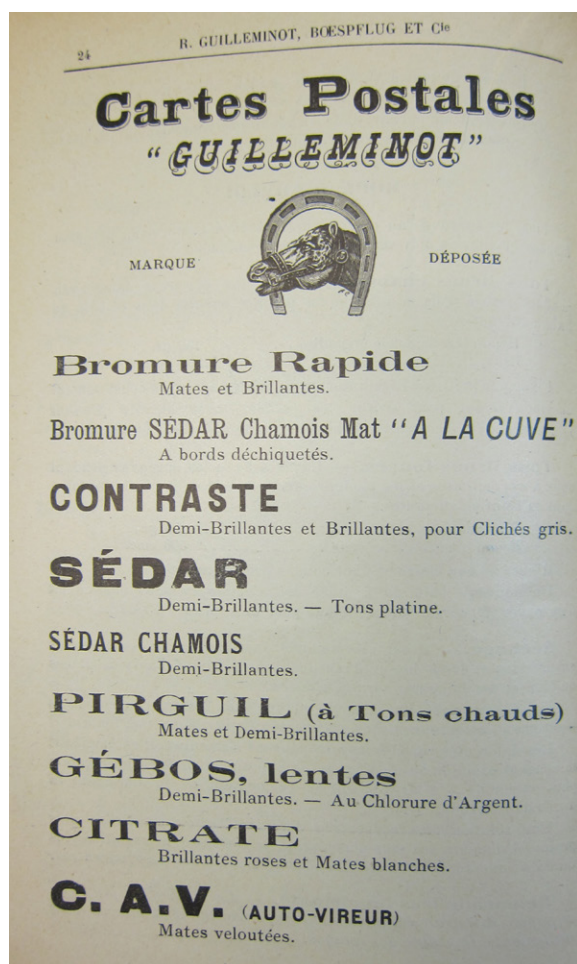 24
R. GUILLEMINOT, BŒSPFLUG ET Cie
Cartes Postales
"GUILLEMINOT"
MARQUE DÉPOSÉE
Bromure Rapide
Mates et Brillantes.
Bromure SÉDAR Chamois Mat "A LA CUVE"
A bords déchiquetés.
CONTRASTE
Demi-Brillantes et Brillantes, pour Clichés gris.
SÉDAR
Demi-Brillantes. — Tons platine.
SÉDAR CHAMOIS
Demi-Brillantes.
PIRGUIL (à Tons chauds)
Mates et Demi-Brillantes.
GÉBOS, lentes
Demi-Brillantes. — Au Chlorure d'Argent.
CITRATE
Brillantes roses et Mates blanches.
C. A.V. (AUTO-VIREUR)
Mates veloutées.